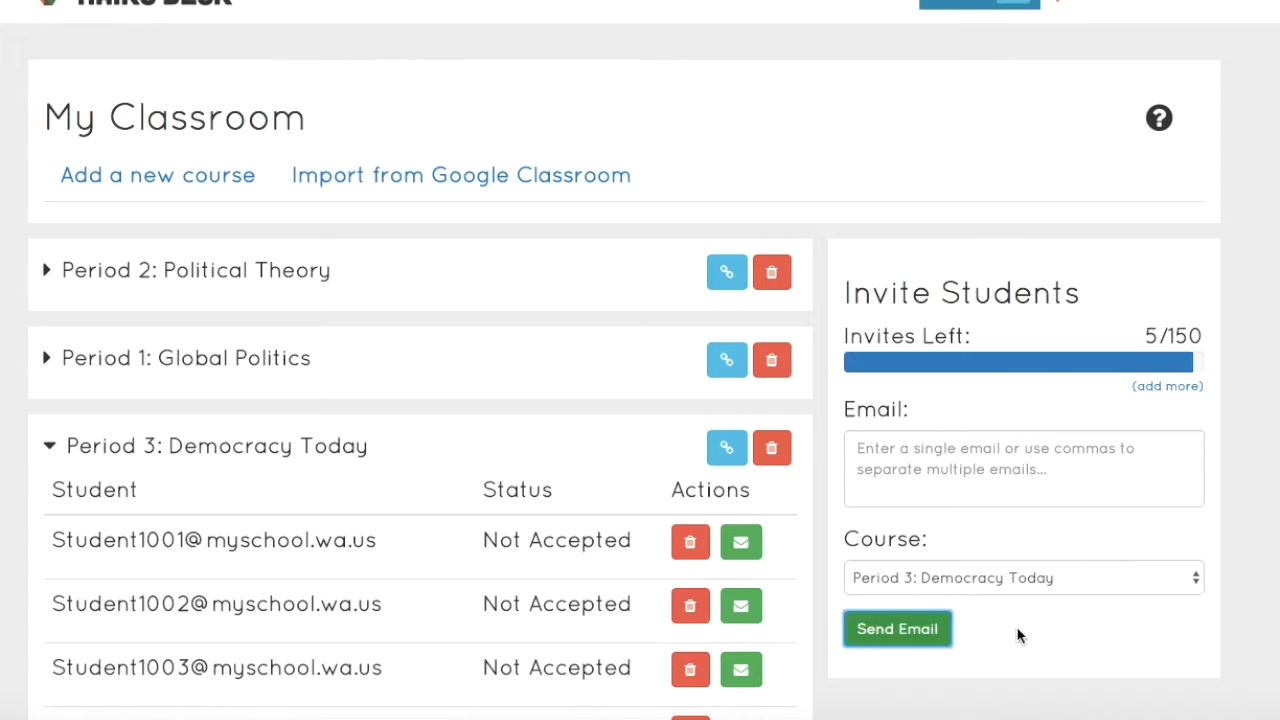 HAIKU DECK
My Classroom
Add a new course Import from Google Classroom
Period 2: Political Theory
Period 1: Global Politics
Period 3: Democracy Today
Student Status Actions
Student1001@myschool.wa.us Not Accepted
Student1002@myschool.wa.us Not Accepted
Student1003@myschool.wa.us Not Accepted
Invite Students
Invites Left: 5/150
(add more)
Email:
Enter a single email or use commas to
separate multiple emails...
Course:
Period 3: Democracy Today
Send Email